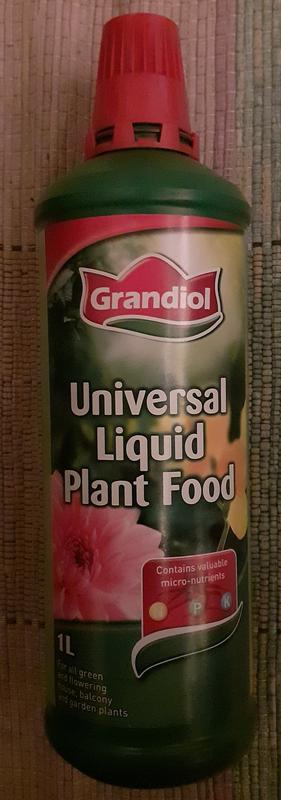 Grandiol
Universal
Liquid
Plant Food
Contains valuable
micro-nutrients
P K
1L
For all green
and flowering
house, balcony
and garden plants